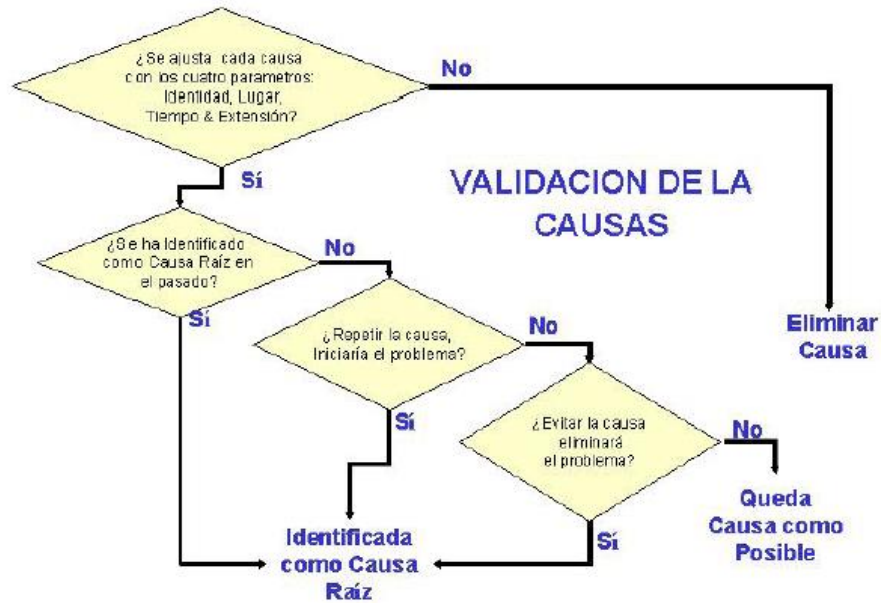 ¿Se ajusta cada causa
con los cuatro parametros:
Identidad, Lugar,
Tiempo & Extensión?
No
Sí
VALIDACION DE LA
CAUSAS
¿Se ha Identificado
como Causa Raíz en
el pasado?
No
Sí
¿Repetir la causa,
Iniciaría el problema?
No
Sí
Eliminar
Causa
¿Evitar la causa
eliminará
el problema?
No
Sí
Queda
Causa como
Posible
Identificada
como Causa
Raíz